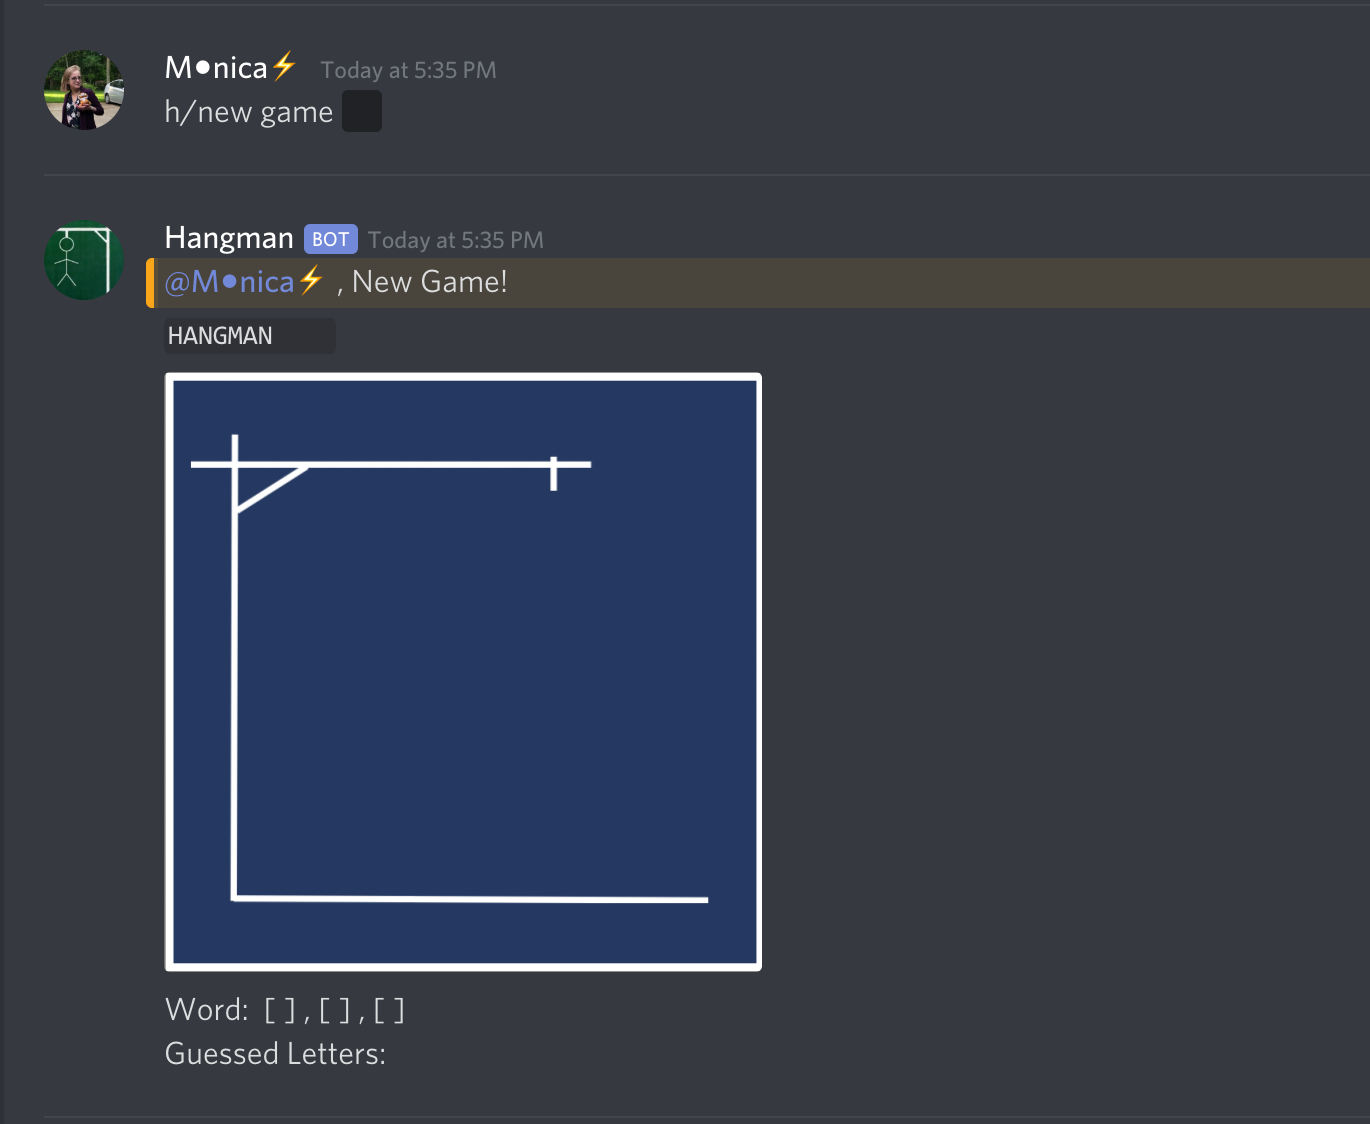 M●nica⚡ Today at 5:35 PM
h/new game
Hangman BOT Today at 5:35 PM
@M●nica⚡ , New Game!
HANGMAN
Word: [ ] , [ ] , [ ]
Guessed Letters: